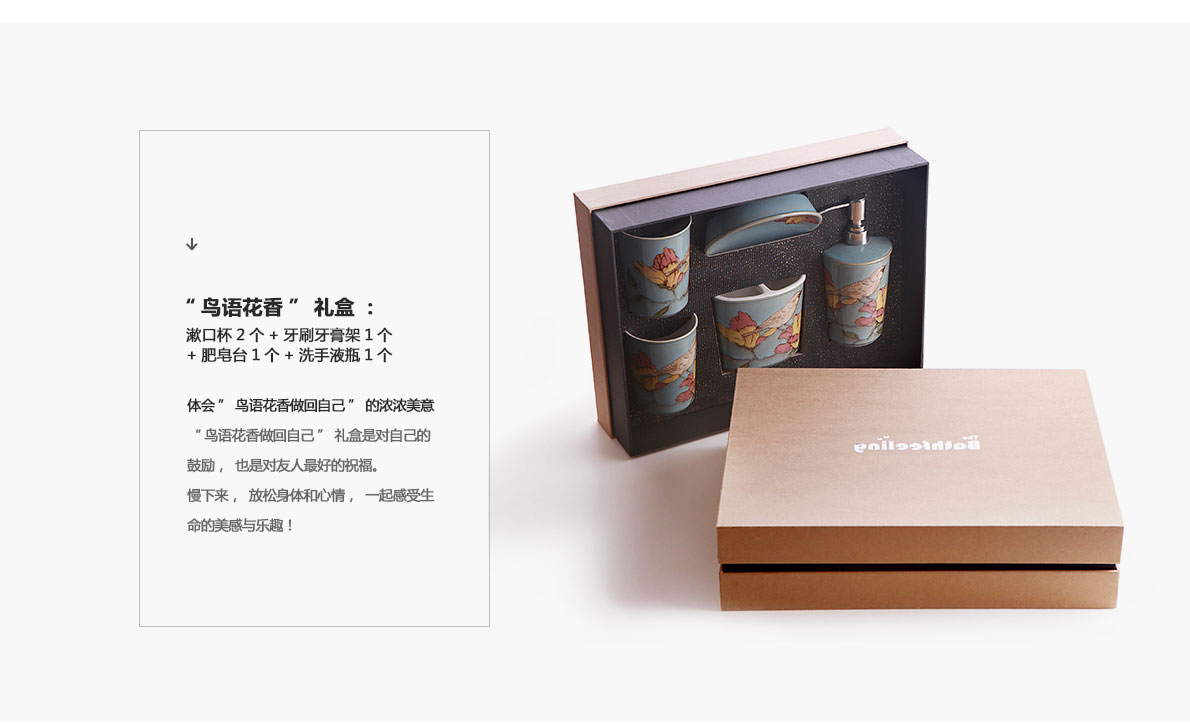 ↓
“鸟语花香” 礼盒 :
漱口杯 2 个 + 牙刷牙膏架 1 个
+ 肥皂台 1 个 + 洗手液瓶 1 个
体会” 鸟语花香做回自己” 的浓浓美意
“鸟语花香做回自己” 礼盒是对自己的
鼓励， 也是对友人最好的祝福。
慢下来， 放松身体和心情， 一起感受生
命的美感与乐趣！
Bathfeeling